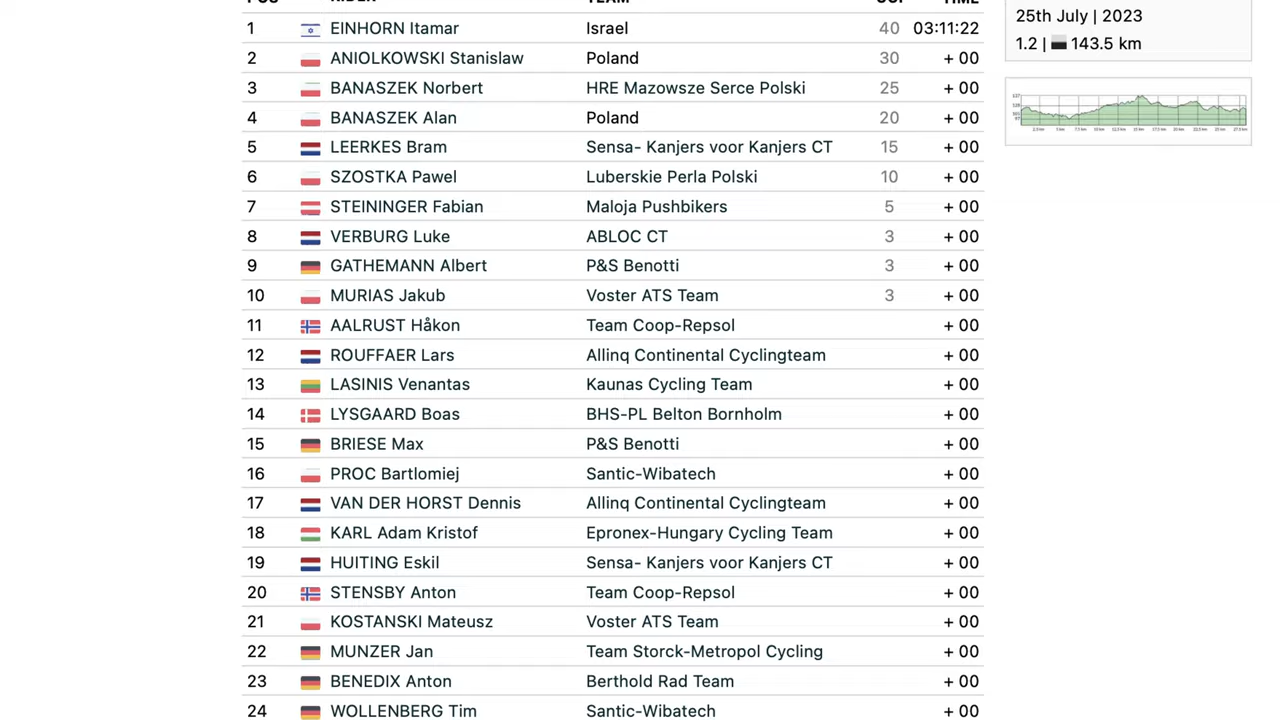 POS RIDER TEAM UCI TIME
1 EINHORN Itamar Israel 40 03:11:22
2 ANIOLKOWSKI Stanislaw Poland 30 + 00
3 BANASZEK Norbert HRE Mazowsze Serce Polski 25 + 00
4 BANASZEK Alan Poland 20 + 00
5 LEERKES Bram Sensa- Kanjers voor Kanjers CT 15 + 00
6 SZOSTKA Pawel Luberskie Perla Polski 10 + 00
7 STEININGER Fabian Maloja Pushbikers 5 + 00
8 VERBURG Luke ABLOC CT 3 + 00
9 GATHEMANN Albert P&S Benotti 3 + 00
10 MURIAS Jakub Voster ATS Team 3 + 00
11 AALRUST Håkon Team Coop-Repsol + 00
12 ROUFFAER Lars Allinq Continental Cyclingteam + 00
13 LASINIS Venantas Kaunas Cycling Team + 00
14 LYSGAARD Boas BHS-PL Belton Bornholm + 00
15 BRIESE Max P&S Benotti + 00
16 PROC Bartlomiej Santic-Wibatech + 00
17 VAN DER HORST Dennis Allinq Continental Cyclingteam + 00
18 KARL Adam Kristof Epronex-Hungary Cycling Team + 00
19 HUITING Eskil Sensa- Kanjers voor Kanjers CT + 00
20 STENSBY Anton Team Coop-Repsol + 00
21 KOSTANSKI Mateusz Voster ATS Team + 00
22 MUNZER Jan Team Storck-Metropol Cycling + 00
23 BENEDIX Anton Berthold Rad Team + 00
24 WOLLENBERG Tim Santic-Wibatech + 00
25th July | 2023
1.2 | 143.5 km